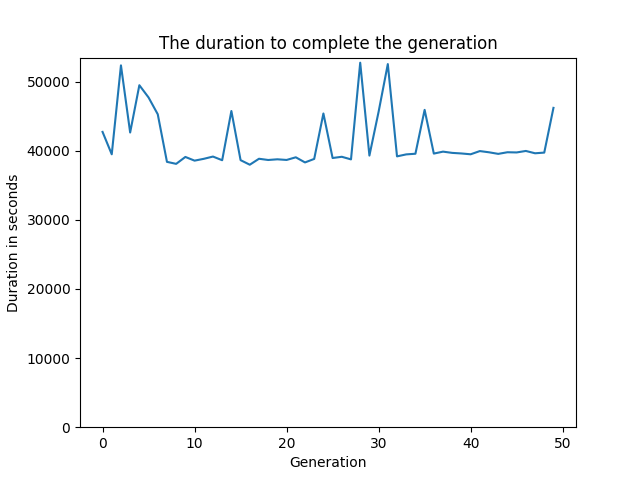 The duration to complete the generation
50000
40000
30000
20000
10000
0
Duration in seconds
0 10 20 30 40 50
Generation